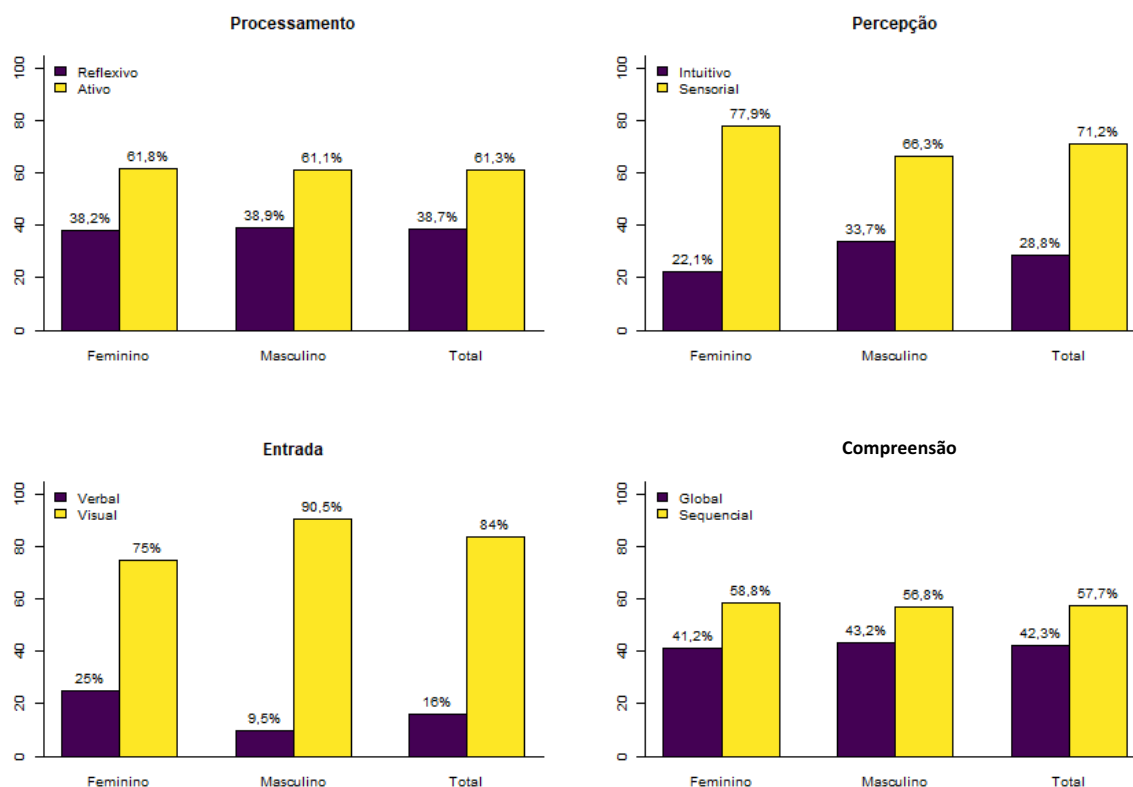 Processamento
100
80
60
40
20
0
Reflexivo
Ativo
38,2%
61,8%
38,9%
61,1%
38,7%
61,3%
Feminino
Masculino
Total
Percepção
100
80
60
40
20
0
Intuitivo
Sensorial
22,1%
77,9%
33,7%
66,3%
28,8%
71,2%
Feminino
Masculino
Total
Entrada
100
80
60
40
20
0
Verbal
Visual
25%
75%
9,5%
90,5%
16%
84%
Feminino
Masculino
Total
Compreensão
100
80
60
40
20
0
Global
Sequencial
41,2%
58,8%
43,2%
56,8%
42,3%
57,7%
Feminino
Masculino
Total